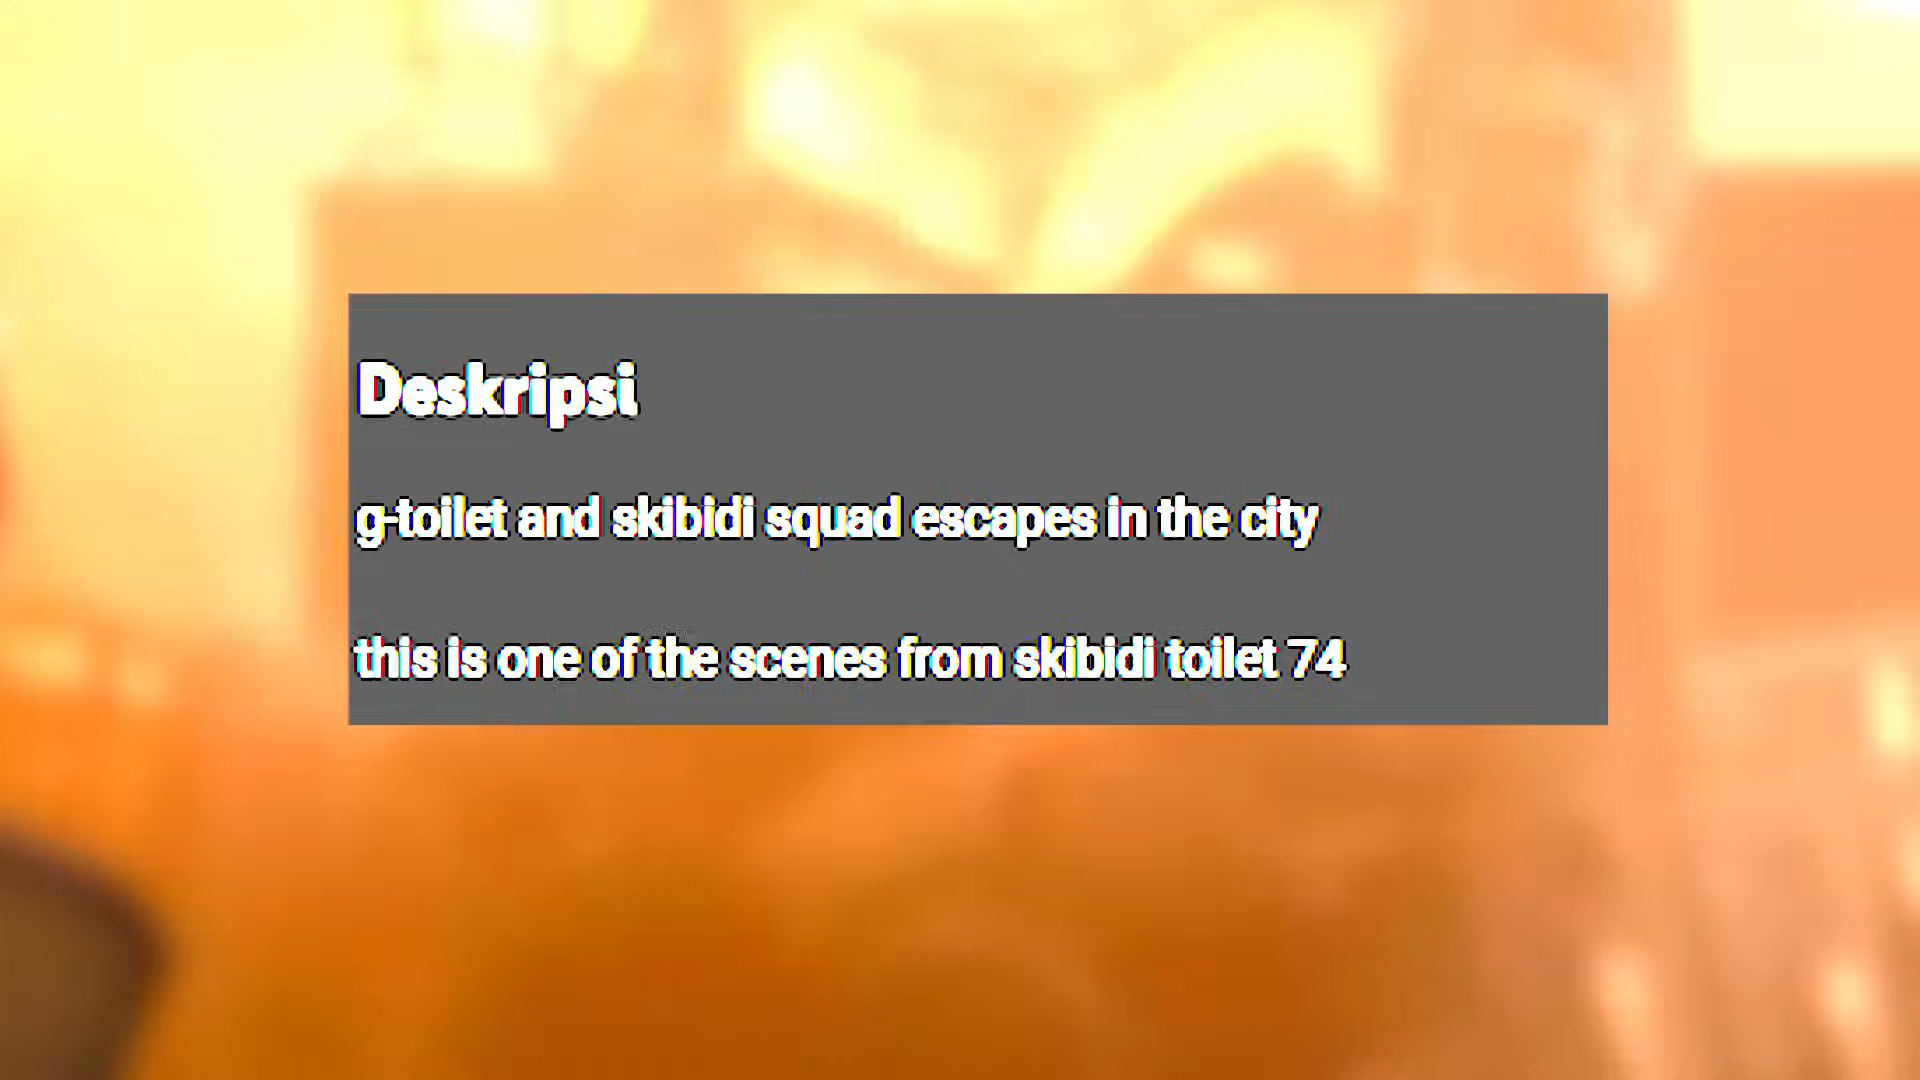 Deskripsi
g-toilet and skibidi squad escapes in the city
this is one of the scenes from skibidi toilet 74